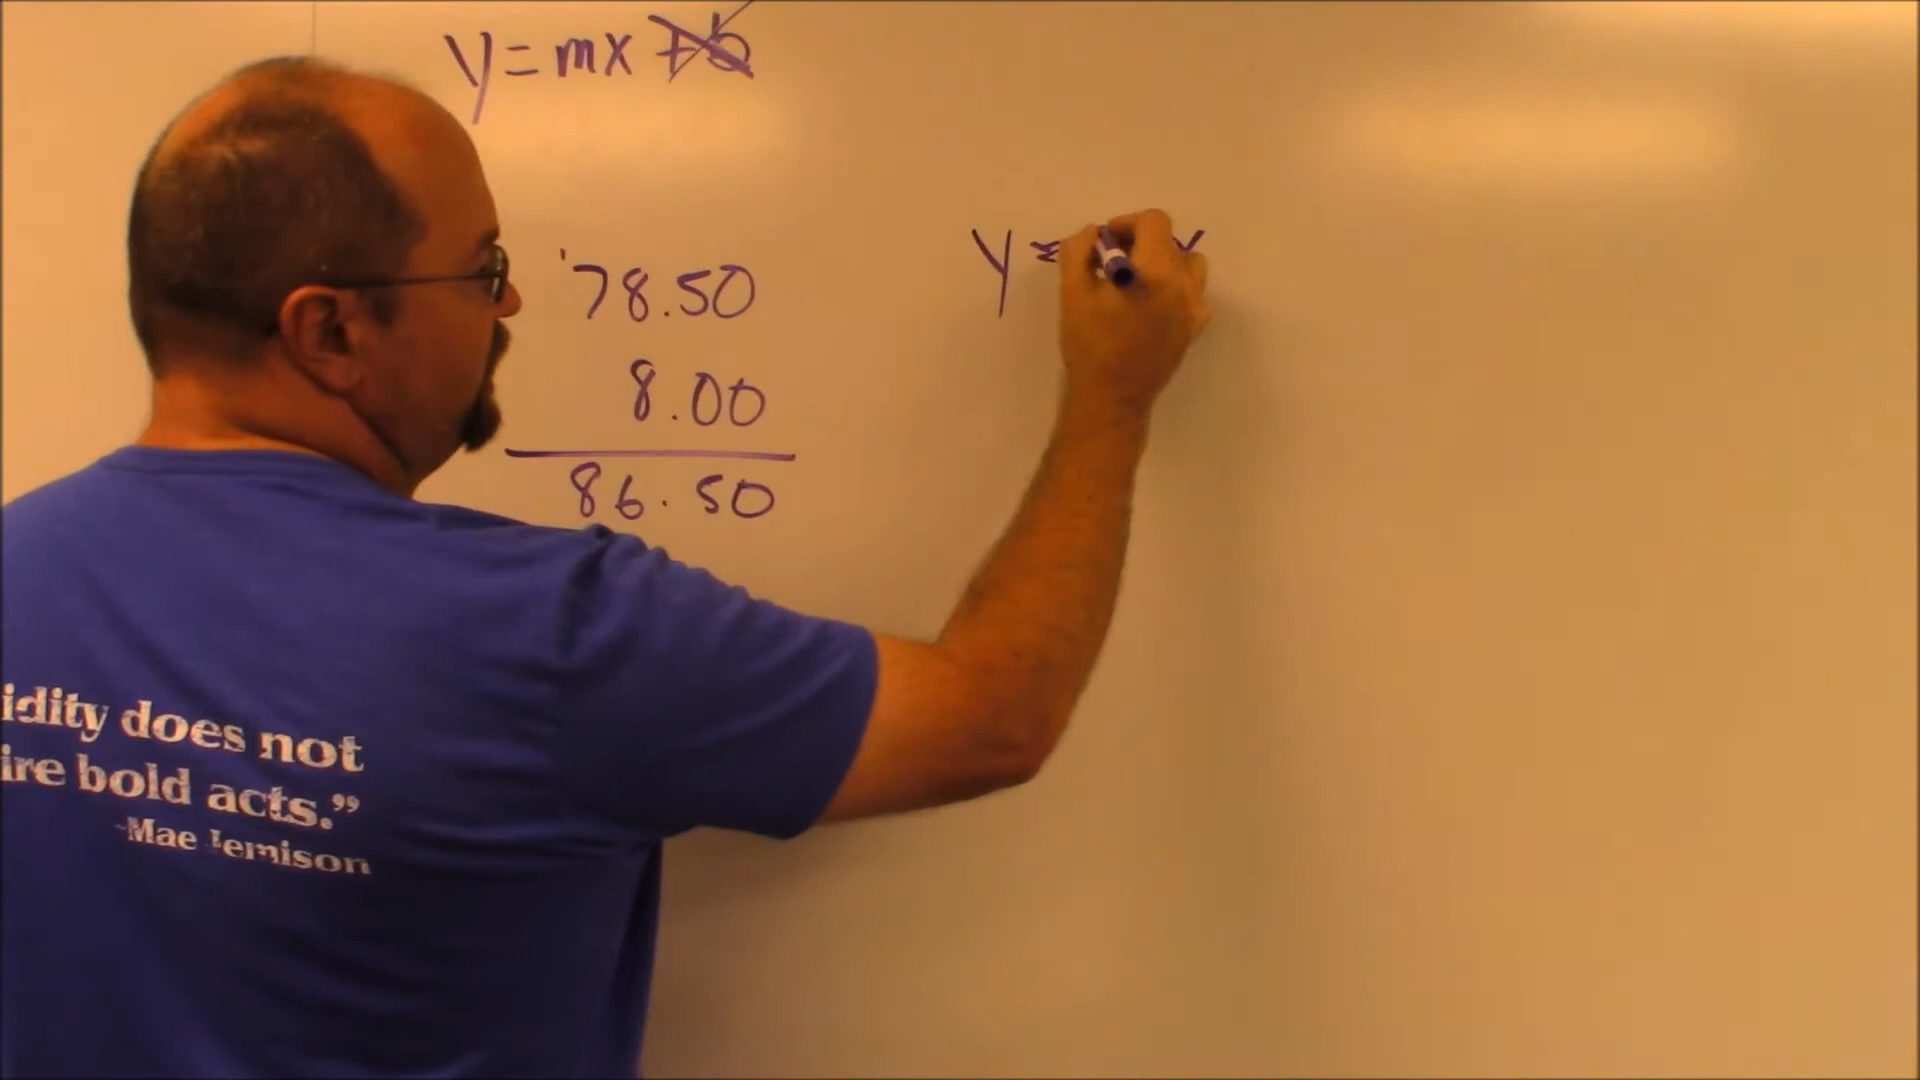 y = mx + b
78.50
8.00
86.50
y =
idity does not
ire bold acts."
-Mae Jemison